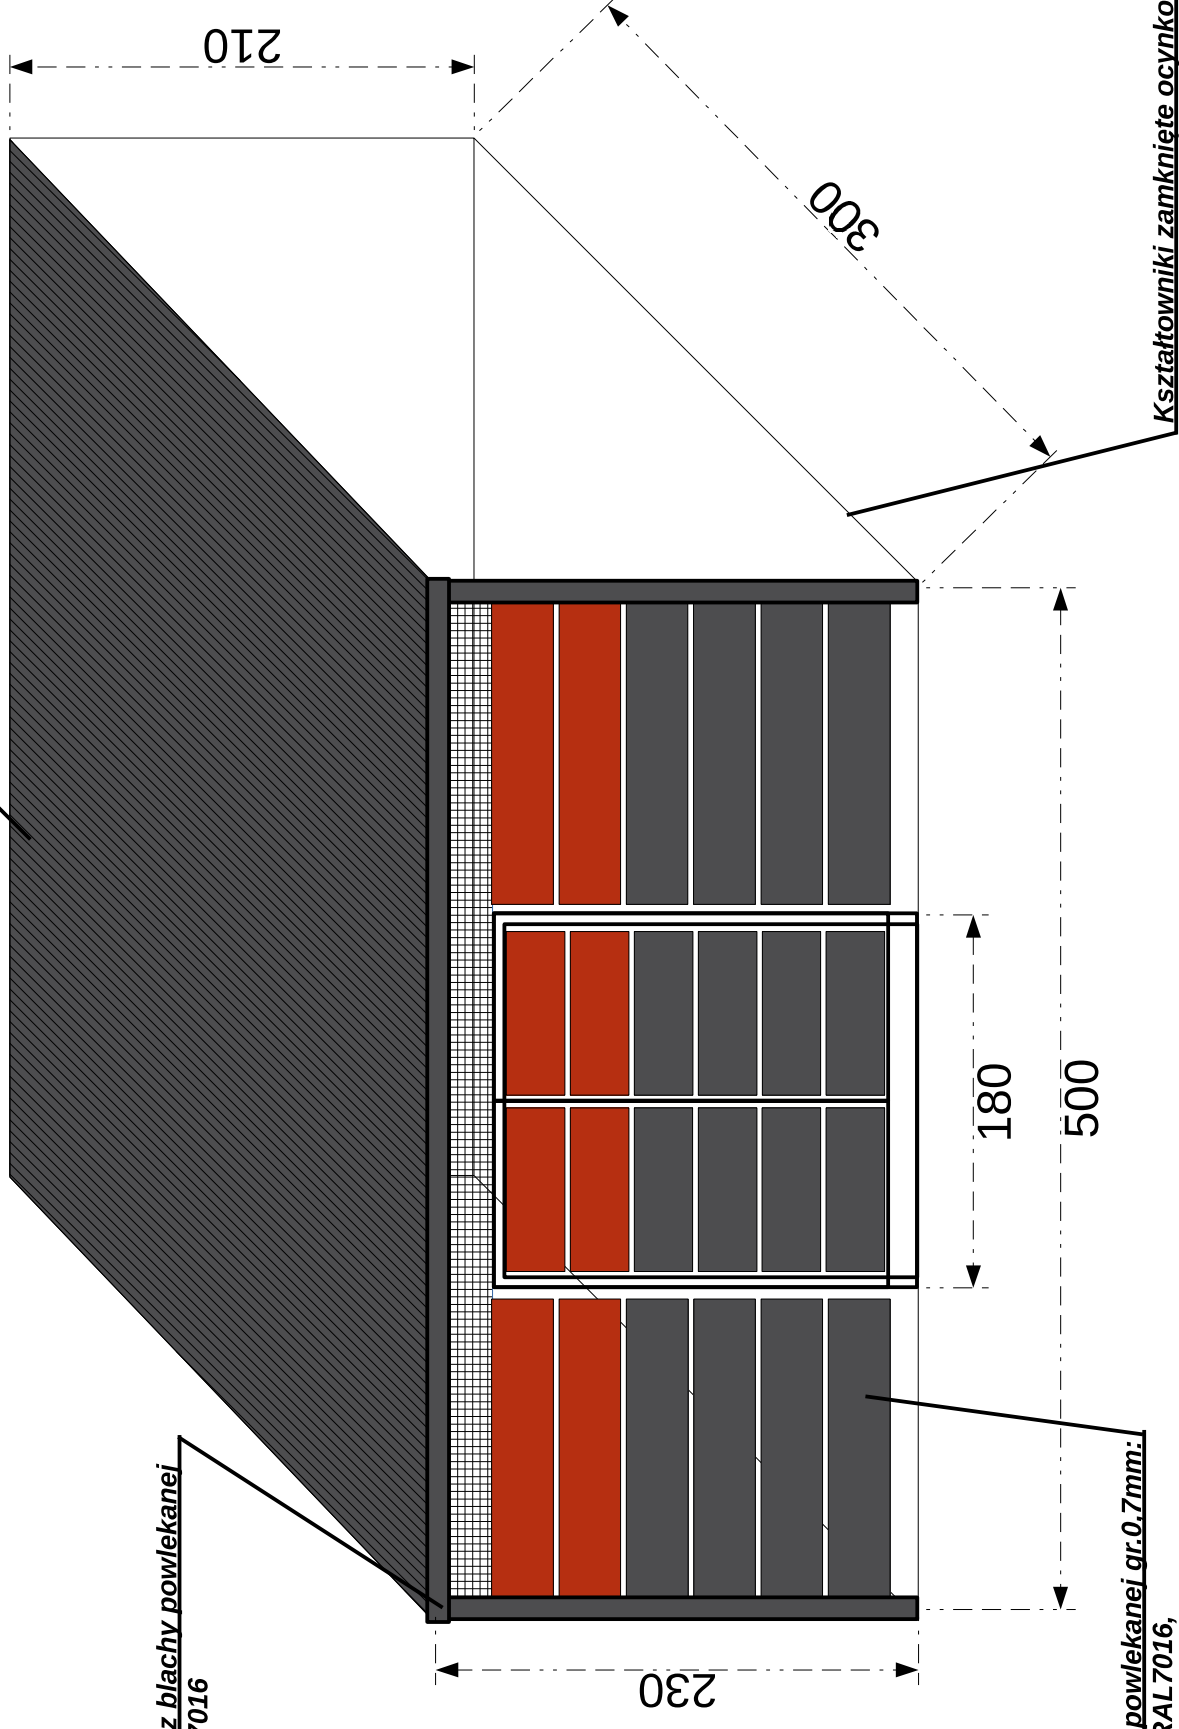 210
300
Kształtowniki zamknięte ocynko
180
500
230
z blachy powlekanej
7016
powlekanej gr.0,7mm:
RAL7016,